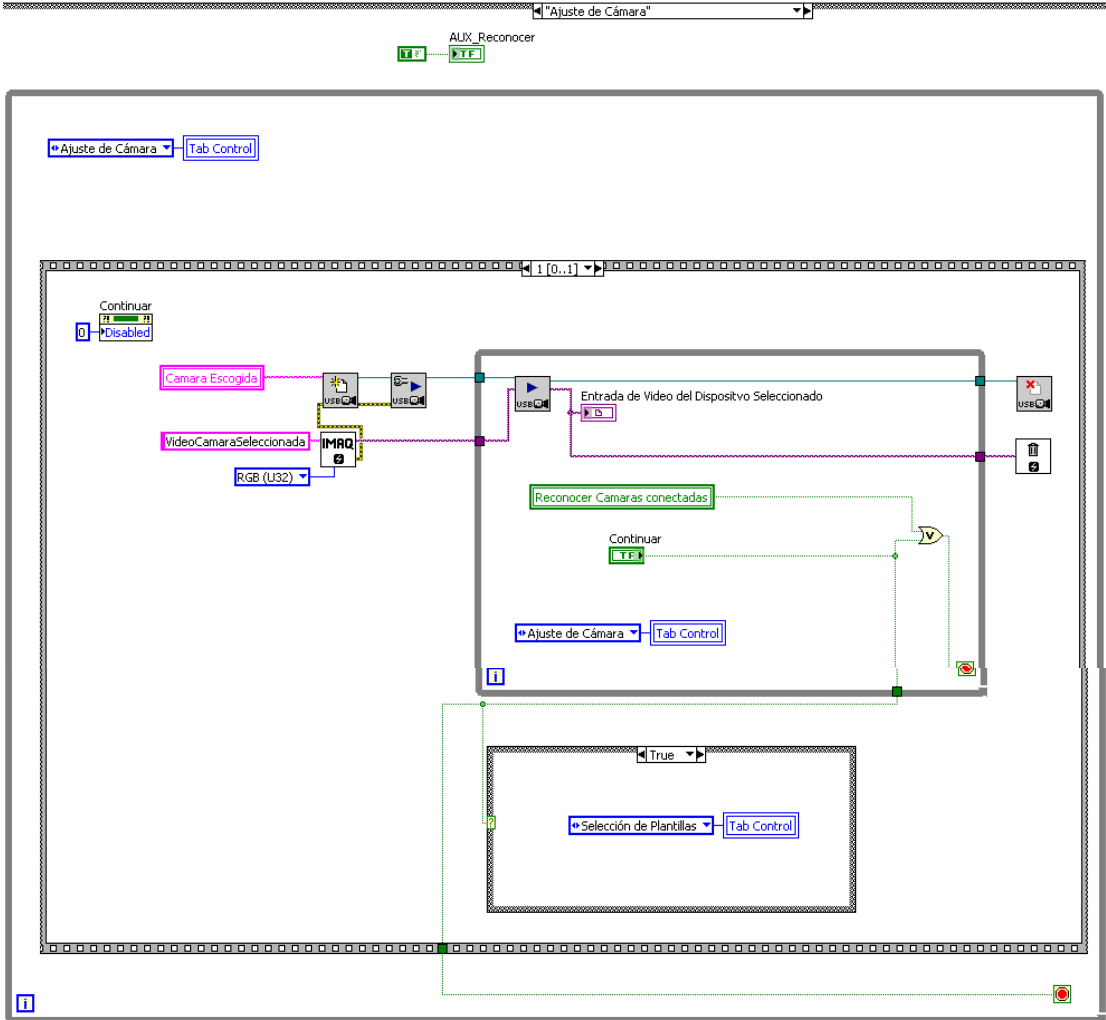 "Ajuste de Cámara"
AUX_Reconocer
T F
TF
Ajuste de Cámara
Tab Control
1 [0..1]
Continuar
0
Disabled
Camara Escogida
USB
USB
USB
Entrada de Video del Dispositvo Seleccionado
USB
VideoCamaraSeleccionada
IMAQ
RGB (U32)
Reconocer Camaras conectadas
V
Continuar
TF
Ajuste de Cámara
Tab Control
i
True
?
Selección de Plantillas
Tab Control
i